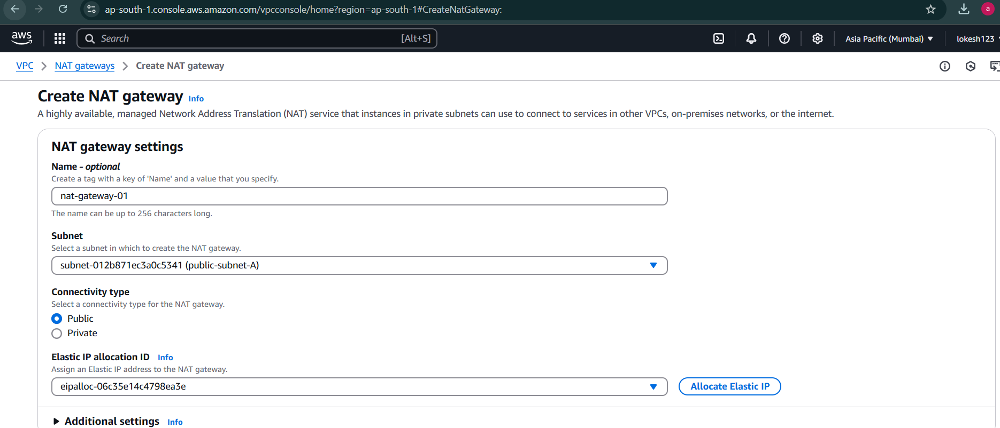 ap-south-1.console.aws.amazon.com/vpcconsole/home?region=ap-south-1#CreateNatGateway:
a
aws
Search
[Alt+S]
Asia Pacific (Mumbai)
lokesh123
VPC
NAT gateways
Create NAT gateway
Create NAT gateway Info
A highly available, managed Network Address Translation (NAT) service that instances in private subnets can use to connect to services in other VPCs, on-premises networks, or the internet.
NAT gateway settings
Name - optional
Create a tag with a key of 'Name' and a value that you specify.
nat-gateway-01
The name can be up to 256 characters long.
Subnet
Select a subnet in which to create the NAT gateway.
subnet-012b871ec3a0c5341 (public-subnet-A)
Connectivity type
Select a connectivity type for the NAT gateway.
Public
Private
Elastic IP allocation ID Info
Assign an Elastic IP address to the NAT gateway.
eipalloc-06c35e14c4798ea3e
Allocate Elastic IP
Additional settings Info